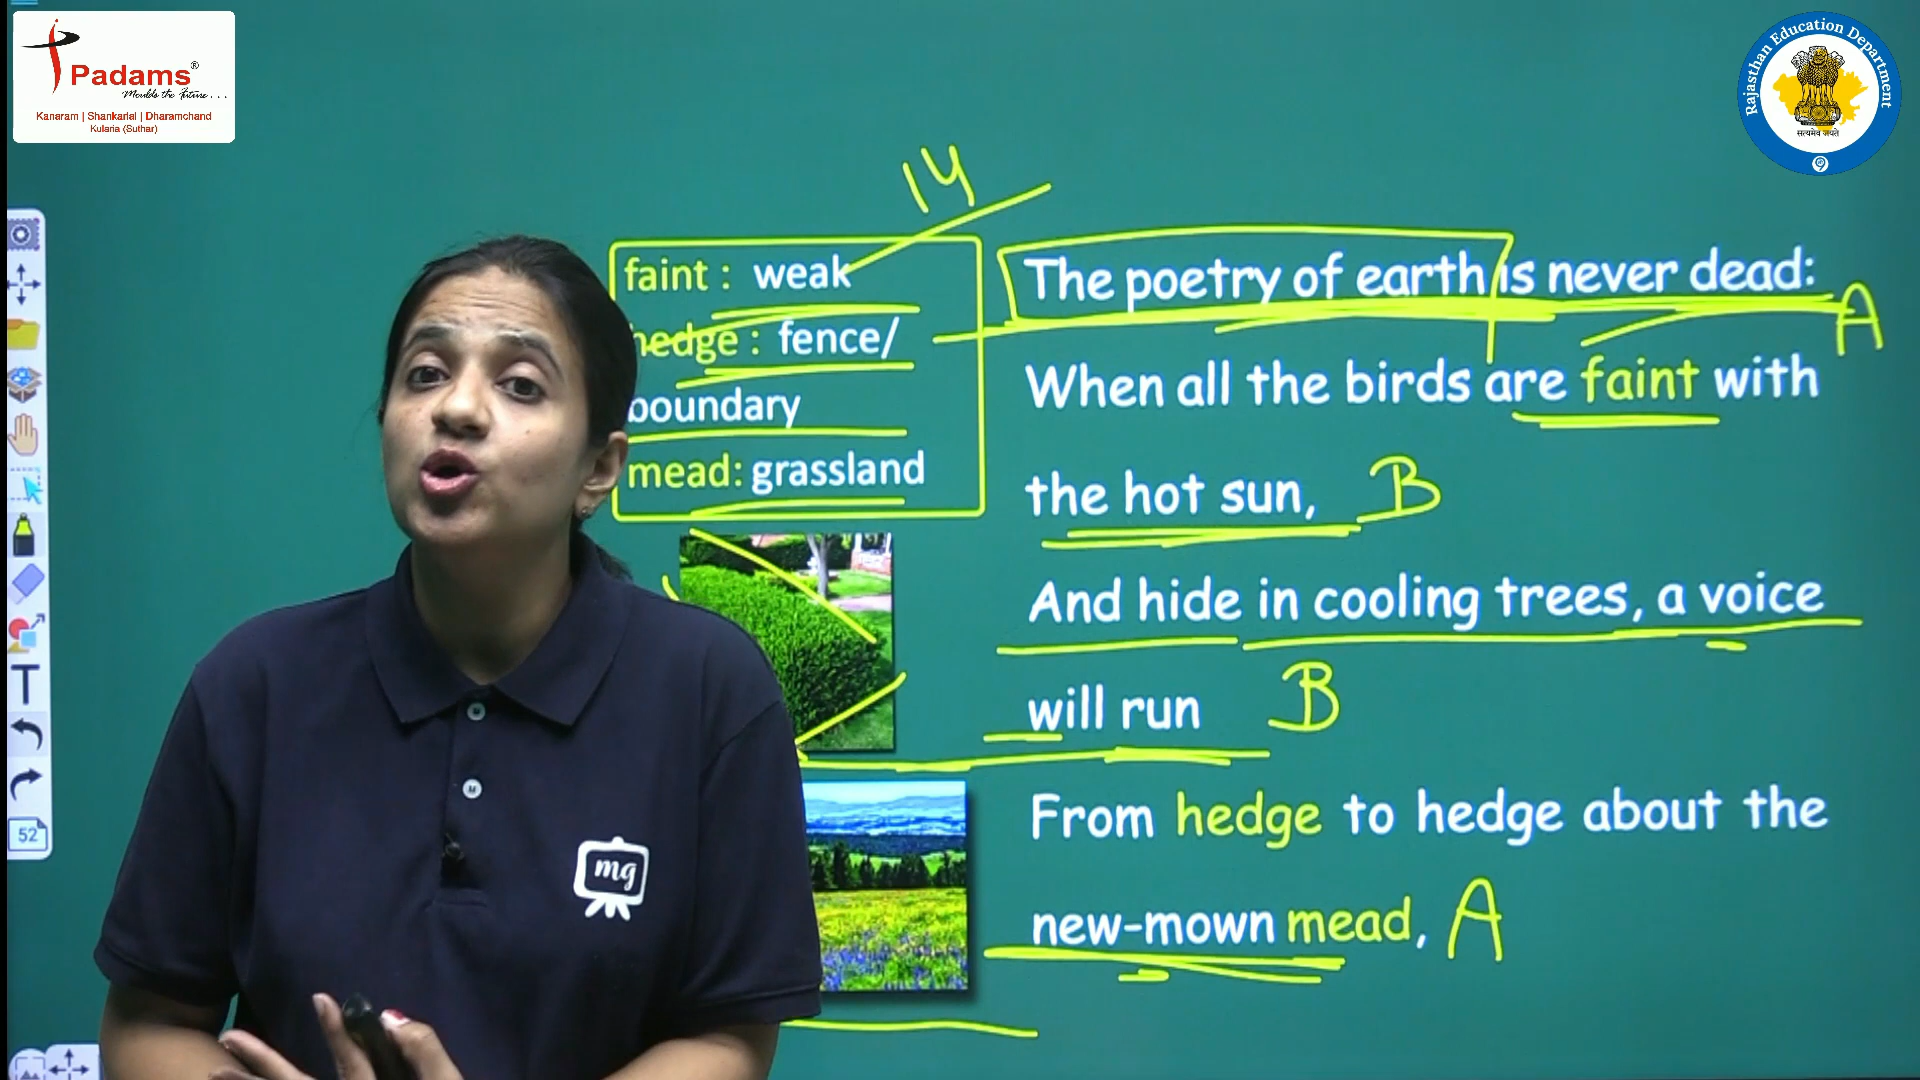 Padams®
Moulds the Future...
Kanaram | Shankarlal | Dharamchand
Kularia (Suthar)
Rajasthan Education Department
सत्यमेव जयते
14
faint : weak
hedge : fence/
boundary
mead: grassland
The poetry of earth is never dead:
A
When all the birds are faint with
the hot sun, B
And hide in cooling trees, a voice
will run B
From hedge to hedge about the
new-mown mead, A
mg
T
52